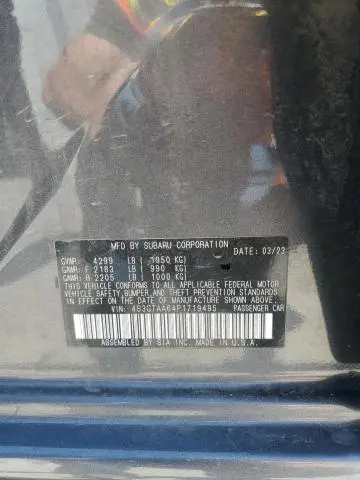 MFD BY SUBARU CORPORATION
DATE: 03/23
GVWR: 4299 LB ( 1950 KG)
GAWR: F 2183 LB ( 990 KG)
GAWR: R 2205 LB ( 1000 KG)
THIS VEHICLE CONFORMS TO ALL APPLICABLE FEDERAL MOTOR
VEHICLE SAFETY, BUMPER, AND THEFT PREVENTION STANDARDS
IN EFFECT ON THE DATE OF MANUFACTURE SHOWN ABOVE.
VIN: 4S3GTAA64P1719495 PASSENGER CAR
ASSEMBLED BY SIA INC. MADE IN U.S.A.